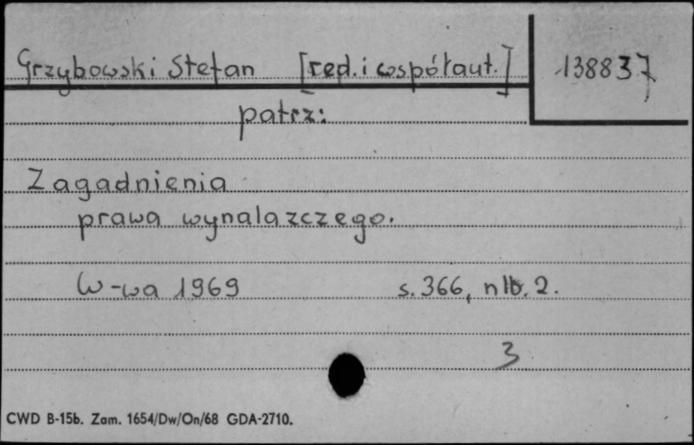 Grzybowski Stefan [red. i współaut.] 138837
patrz:
Zagadnienia
prawa wynalazczego.
W-wa 1969 s. 366, nlb. 2.
3
CWD B-15b. Zam. 1654/Dw/On/68 GDA-2710.